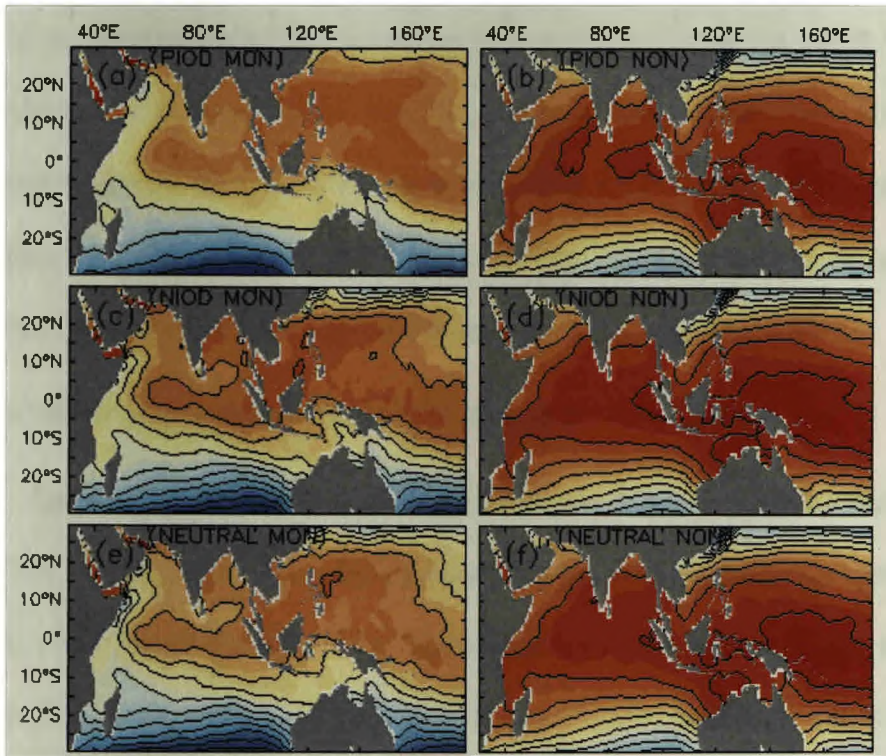 40°E 80°E 120°E 160°E 40°E 80°E 120°E 160°E
(a) (PIOD MON) (b) (PIOD NON)
20°N
10°N
0°
10°S
20°S
(c) (NIOD MON) (d) (NIOD NON)
20°N
10°N
0°
10°S
20°S
(e) (NEUTRAL MON) (f) (NEUTRAL NON)
20°N
10°N
0°
10°S
20°S